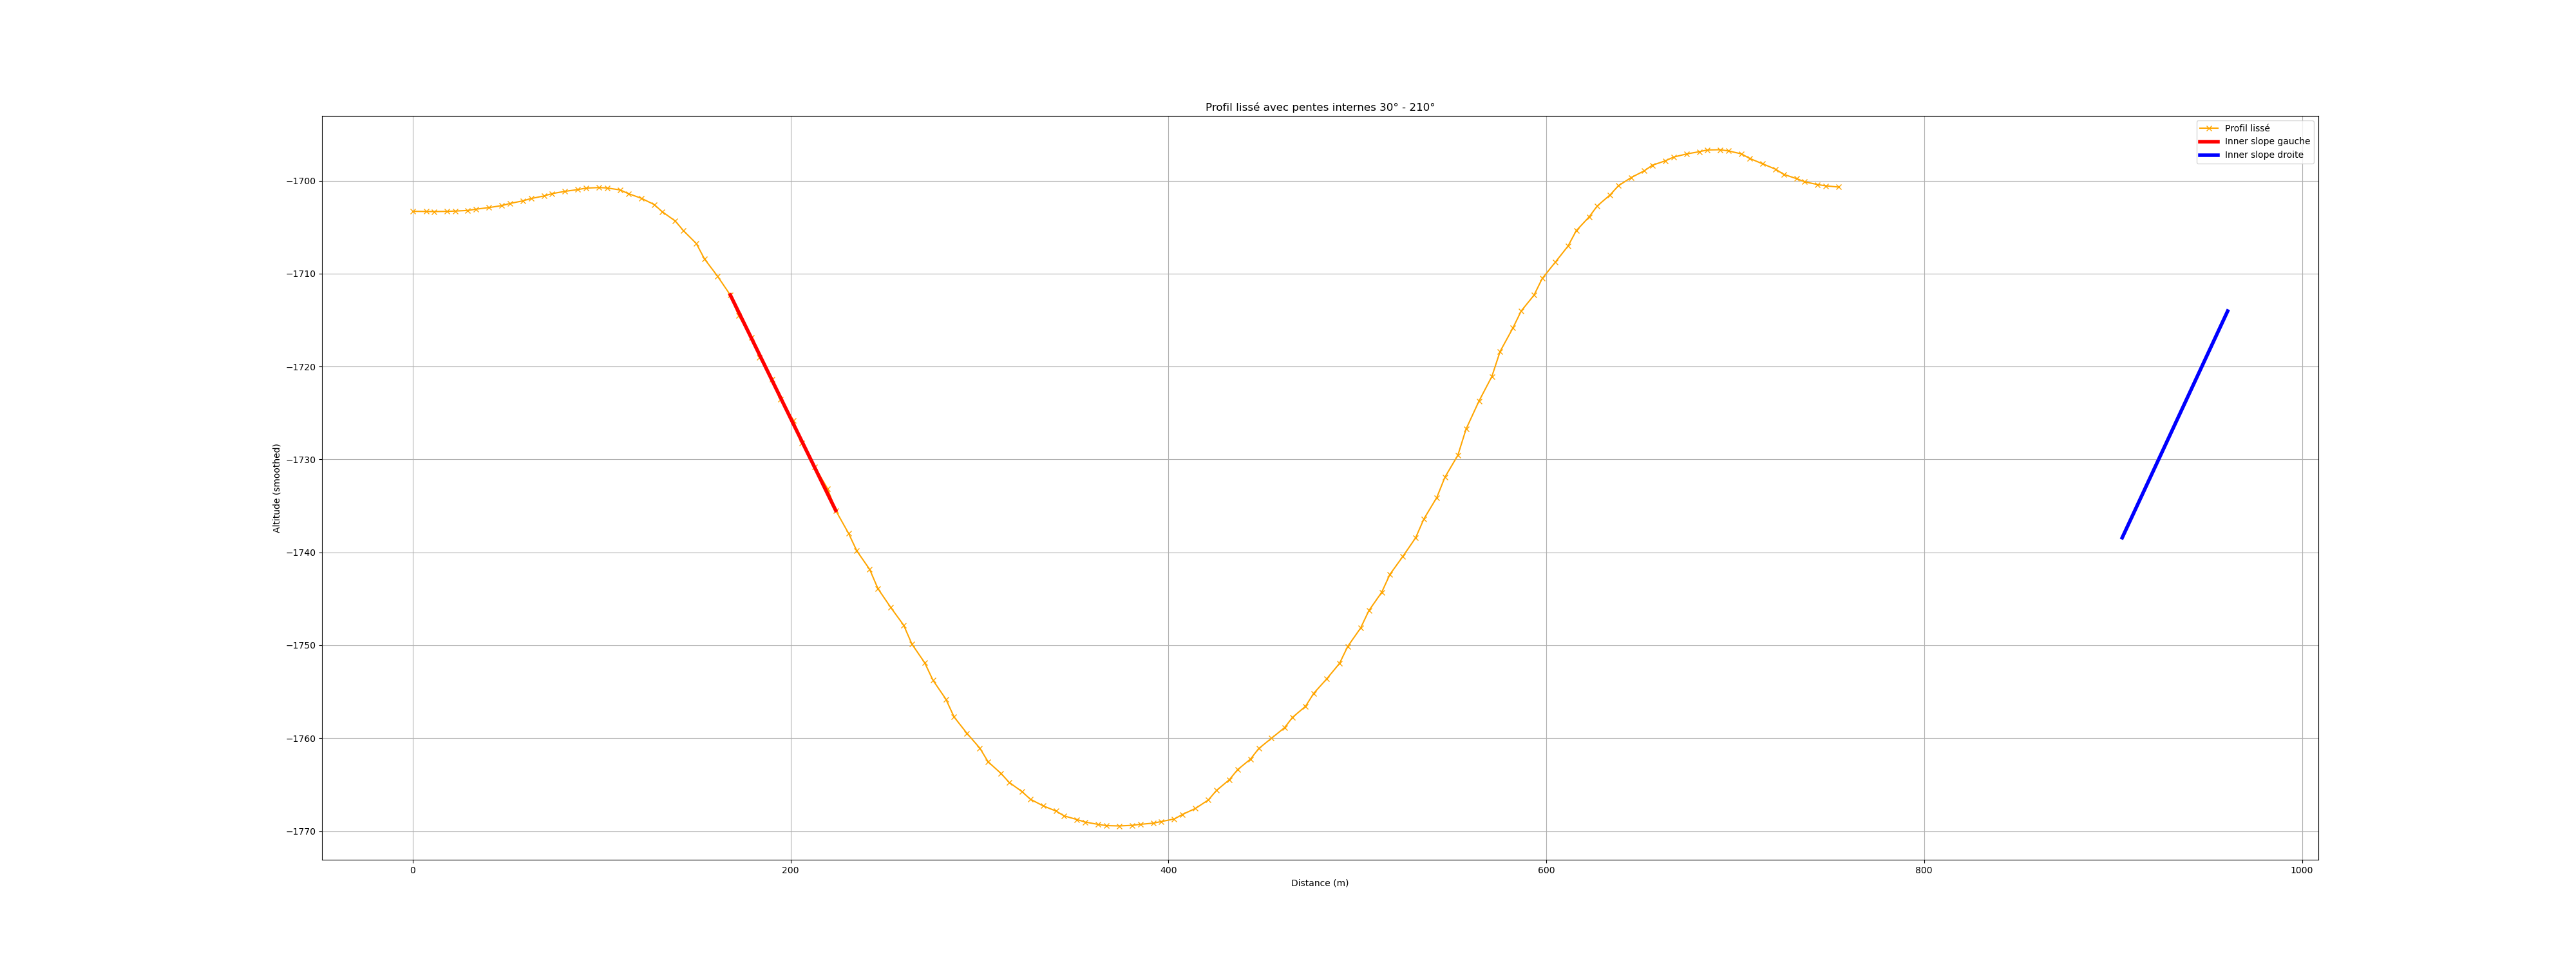 Profil lissé avec pentes internes 30° - 210°
Profil lissé
Inner slope gauche
Inner slope droite
−1700
−1710
−1720
−1730
−1740
−1750
−1760
−1770
Altitude (smoothed)
0
200
400
600
800
1000
Distance (m)